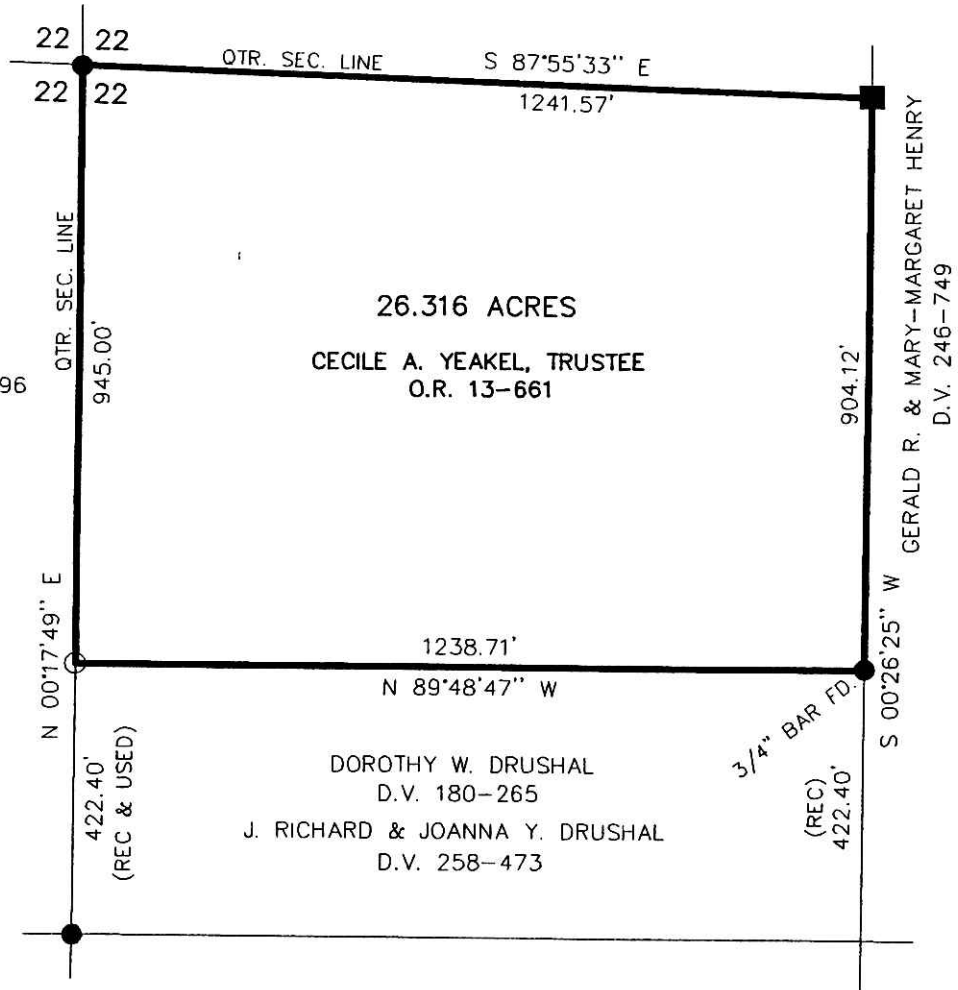 22 22
QTR. SEC. LINE S 87°55'33" E
22 22
1241.57'
GERALD R. & MARY-MARGARET HENRY
D.V. 246-749
QTR. SEC. LINE
945.00'
96
26.316 ACRES
CECILE A. YEAKEL, TRUSTEE
O.R. 13-661
904.12'
N 00°17'49" E
1238.71'
N 89°48'47" W
S 00°26'25" W
3/4" BAR FD.
422.40'
(REC & USED)
DOROTHY W. DRUSHAL
D.V. 180-265
J. RICHARD & JOANNA Y. DRUSHAL
D.V. 258-473
(REC)
422.40'